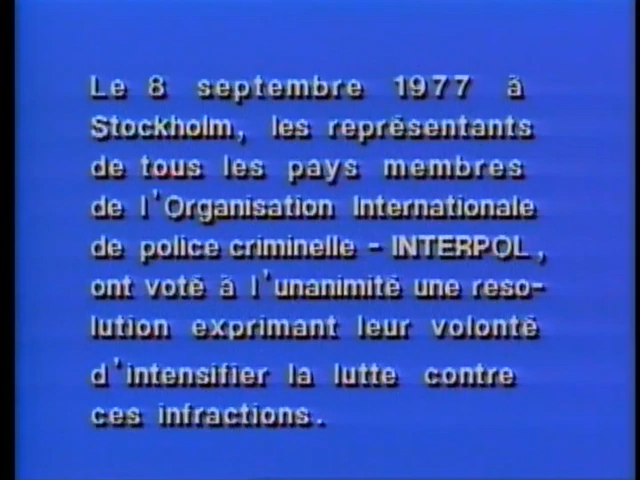 Le 8 septembre 1977 à
Stockholm, les représentants
de tous les pays membres
de l'Organisation Internationale
de police criminelle - INTERPOL,
ont voté à l'unanimité une reso-
lution exprimant leur volonté
d'intensifier la lutte contre
ces infractions.